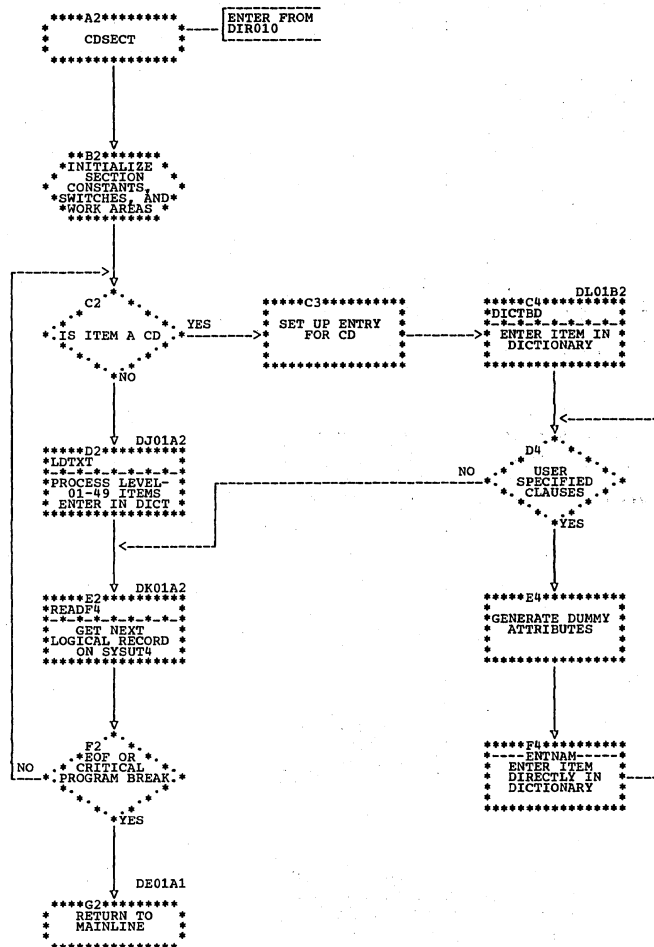 A2
CDSECT
ENTER FROM
DIR010
B2
INITIALIZE
SECTION
CONSTANTS,
SWITCHES, AND
WORK AREAS
C2
IS ITEM A CD
YES
NO
C3
SET UP ENTRY
FOR CD
DL01B2
C4
DICTBD
ENTER ITEM IN
DICTIONARY
DJ01A2
D2
LDTXT
PROCESS LEVEL-
01-49 ITEMS
ENTER IN DICT
D4
USER
SPECIFIED
CLAUSES
NO
YES
DK01A2
E2
READF4
GET NEXT
LOGICAL RECORD
ON SYSUT4
E4
GENERATE DUMMY
ATTRIBUTES
F2
EOF OR
CRITICAL
PROGRAM BREAK
NO
YES
F4
ENTNAM
ENTER ITEM
DIRECTLY IN
DICTIONARY
DE01A1
G2
RETURN TO
MAINLINE